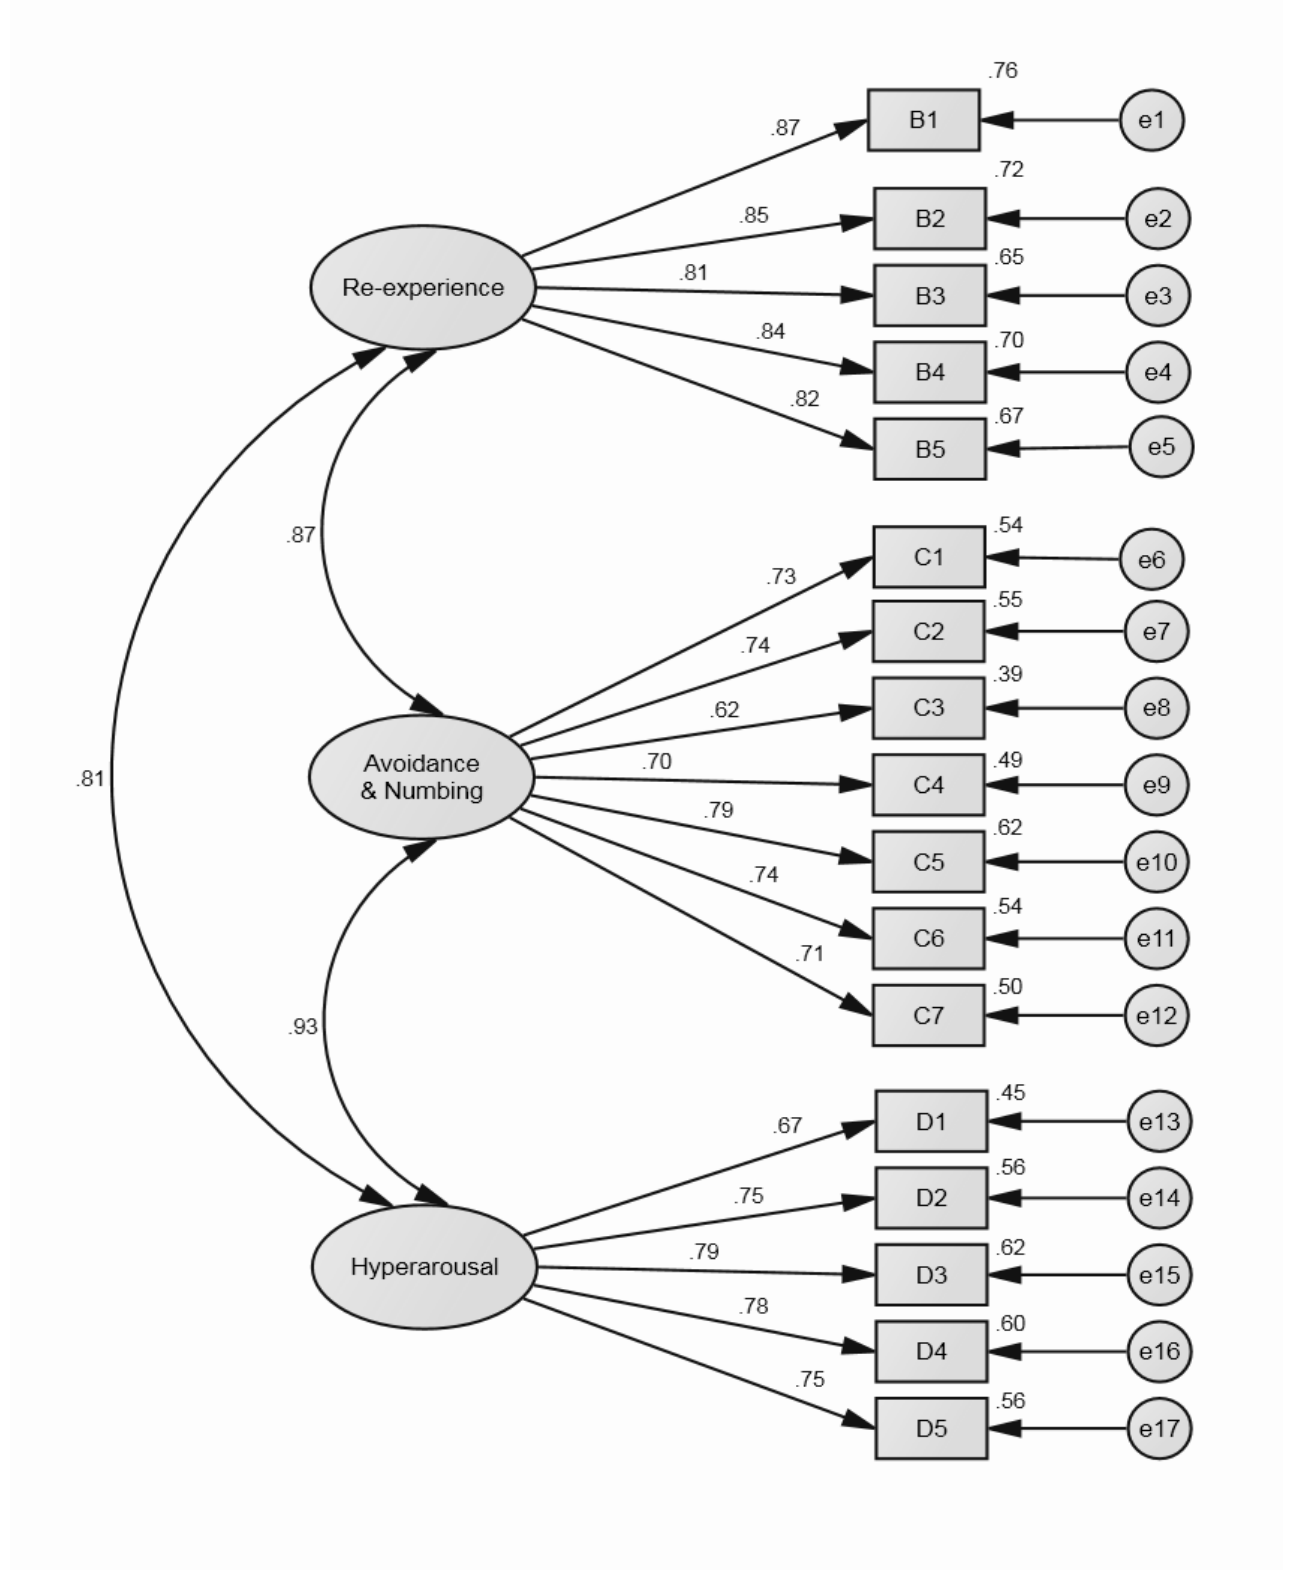 .76
.87
B1
e1
.72
.85
B2
e2
.65
Re-experience
.81
B3
e3
.84
.70
B4
e4
.82
.67
B5
e5
.87
.54
C1
e6
.73
.55
.74
C2
e7
.39
.62
C3
e8
Avoidance
& Numbing
.81
.70
.49
C4
e9
.79
.62
C5
e10
.74
.54
C6
e11
.71
.50
C7
e12
.93
.45
.67
D1
e13
.56
.75
D2
e14
.62
.79
Hyperarousal
D3
e15
.78
.60
D4
e16
.75
.56
D5
e17